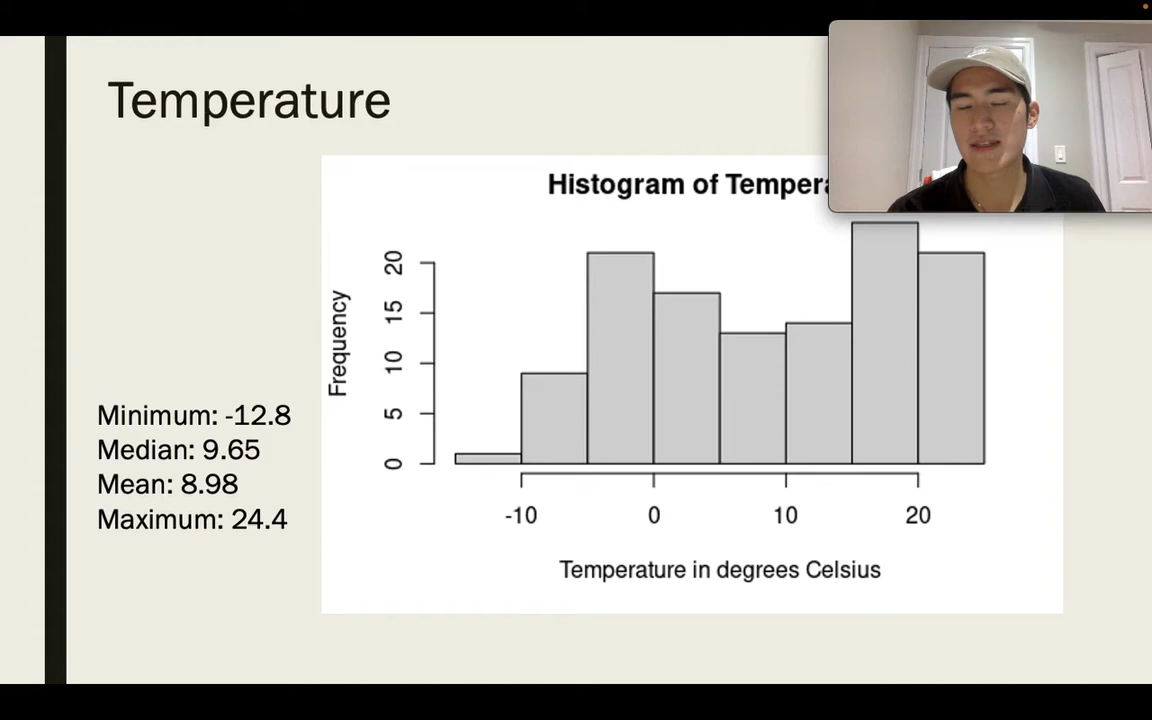 Temperature
Histogram of Tempera
Frequency
20
15
10
5
0
-10 0 10 20
Temperature in degrees Celsius
Minimum: -12.8
Median: 9.65
Mean: 8.98
Maximum: 24.4